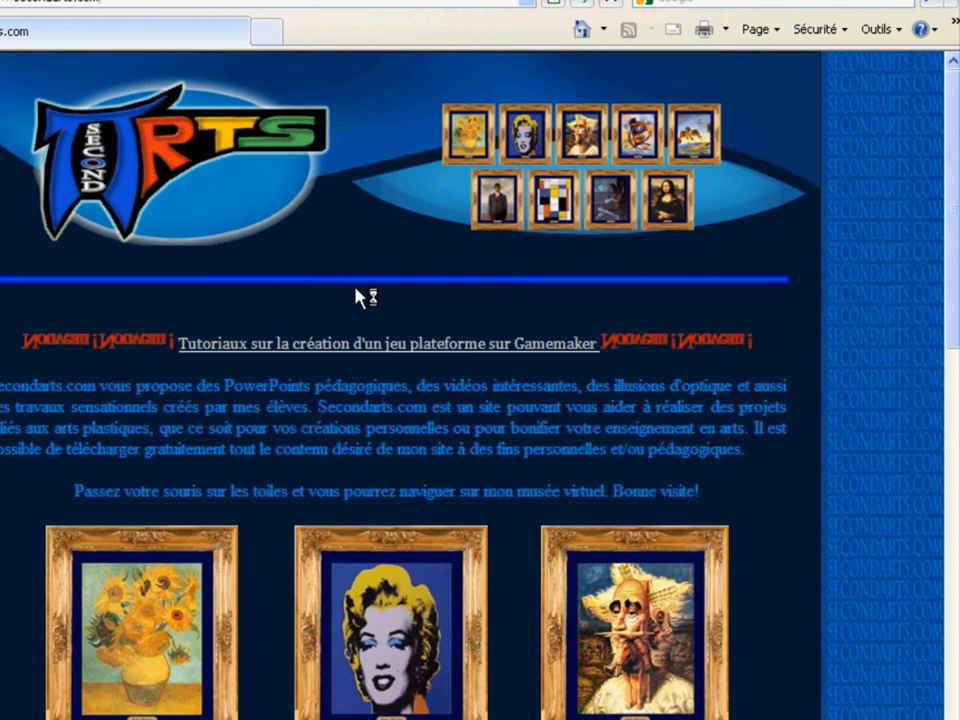 s.com
Page
Sécurité
Outils
SECOND ARTS
Nouveau ! Nouveau ! Tutoriaux sur la création d'un jeu plateforme sur Gamemaker Nouveau ! Nouveau !
econdarts.com vous propose des PowerPoints pédagogiques, des vidéos intéressantes, des illusions d'optique et aussi
es travaux sensationnels créés par mes élèves. Secondarts.com est un site pouvant vous aider à réaliser des projets
liés aux arts plastiques, que ce soit pour vos créations personnelles ou pour bonifier votre enseignement en arts. Il est
ossible de télécharger gratuitement tout le contenu désiré de mon site à des fins personnelles et/ou pédagogiques.
Passez votre souris sur les toiles et vous pourrez naviguer sur mon musée virtuel. Bonne visite!
SECONDARTS.COM